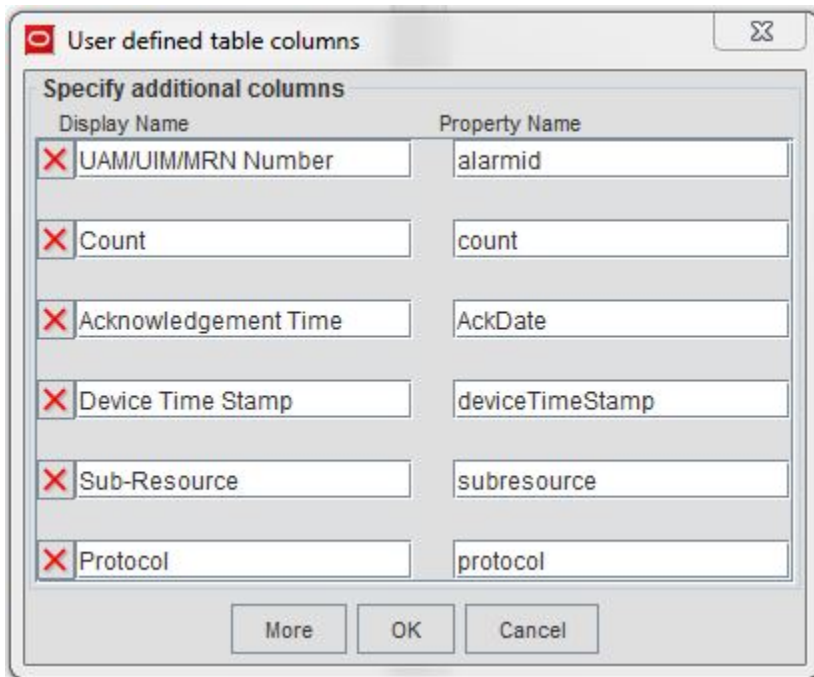 User defined table columns
Specify additional columns
Display Name Property Name
UAM/UIM/MRN Number alarmid
Count count
Acknowledgement Time AckDate
Device Time Stamp deviceTimeStamp
Sub-Resource subresource
Protocol protocol
More OK Cancel